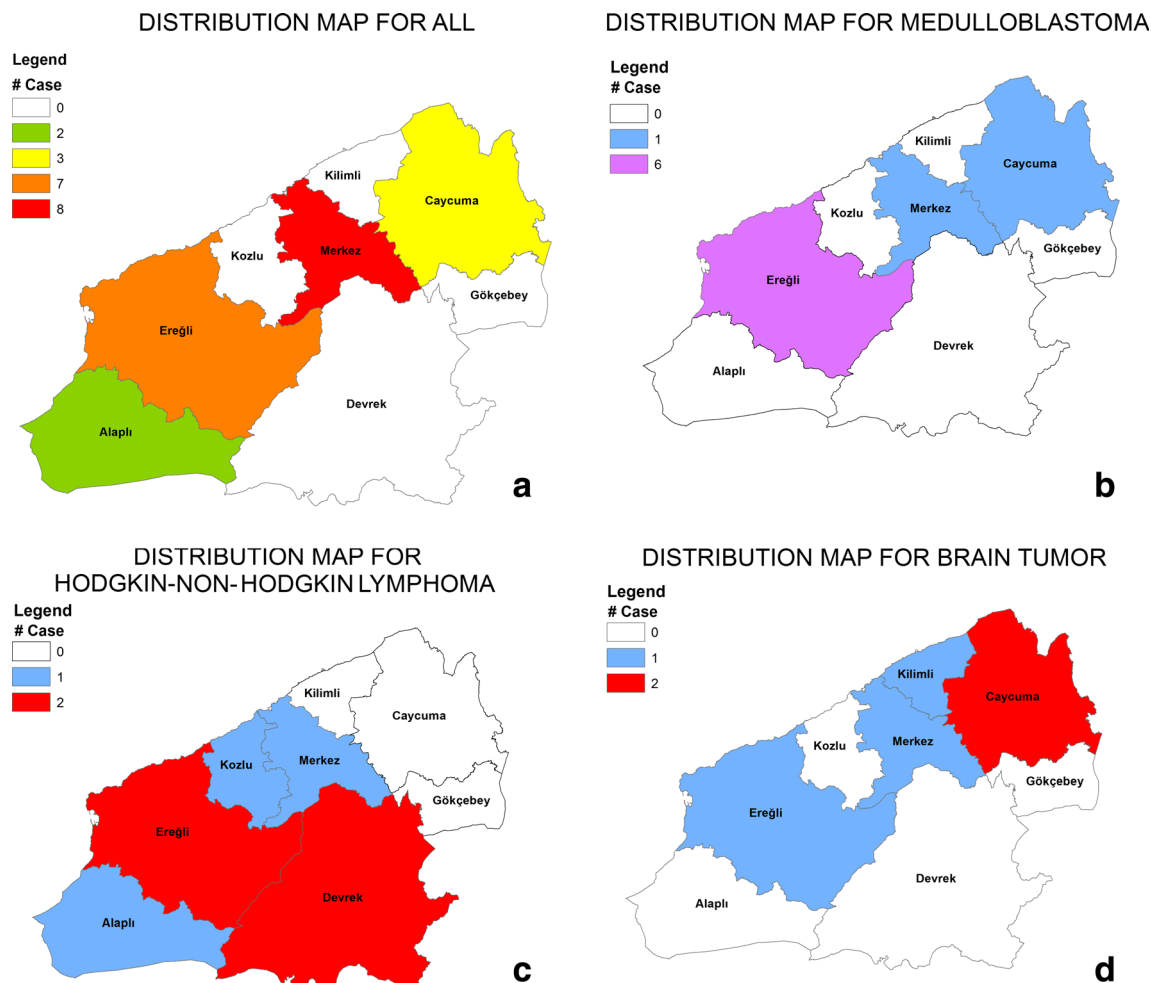 DISTRIBUTION MAP FOR ALL
Legend
# Case
0
2
3
7
8
Kilimli
Caycuma
Kozlu
Merkez
Gökçebey
Ereğli
Devrek
Alaplı
a
DISTRIBUTION MAP FOR MEDULLOBLASTOMA
Legend
# Case
0
1
6
Kilimli
Caycuma
Kozlu
Merkez
Gökçebey
Ereğli
Devrek
Alaplı
b
DISTRIBUTION MAP FOR
HODGKIN-NON-HODGKIN LYMPHOMA
Legend
# Case
0
1
2
Kilimli
Caycuma
Kozlu
Merkez
Gökçebey
Ereğli
Devrek
Alaplı
c
DISTRIBUTION MAP FOR BRAIN TUMOR
Legend
# Case
0
1
2
Kilimli
Caycuma
Kozlu
Merkez
Gökçebey
Ereğli
Devrek
Alaplı
d